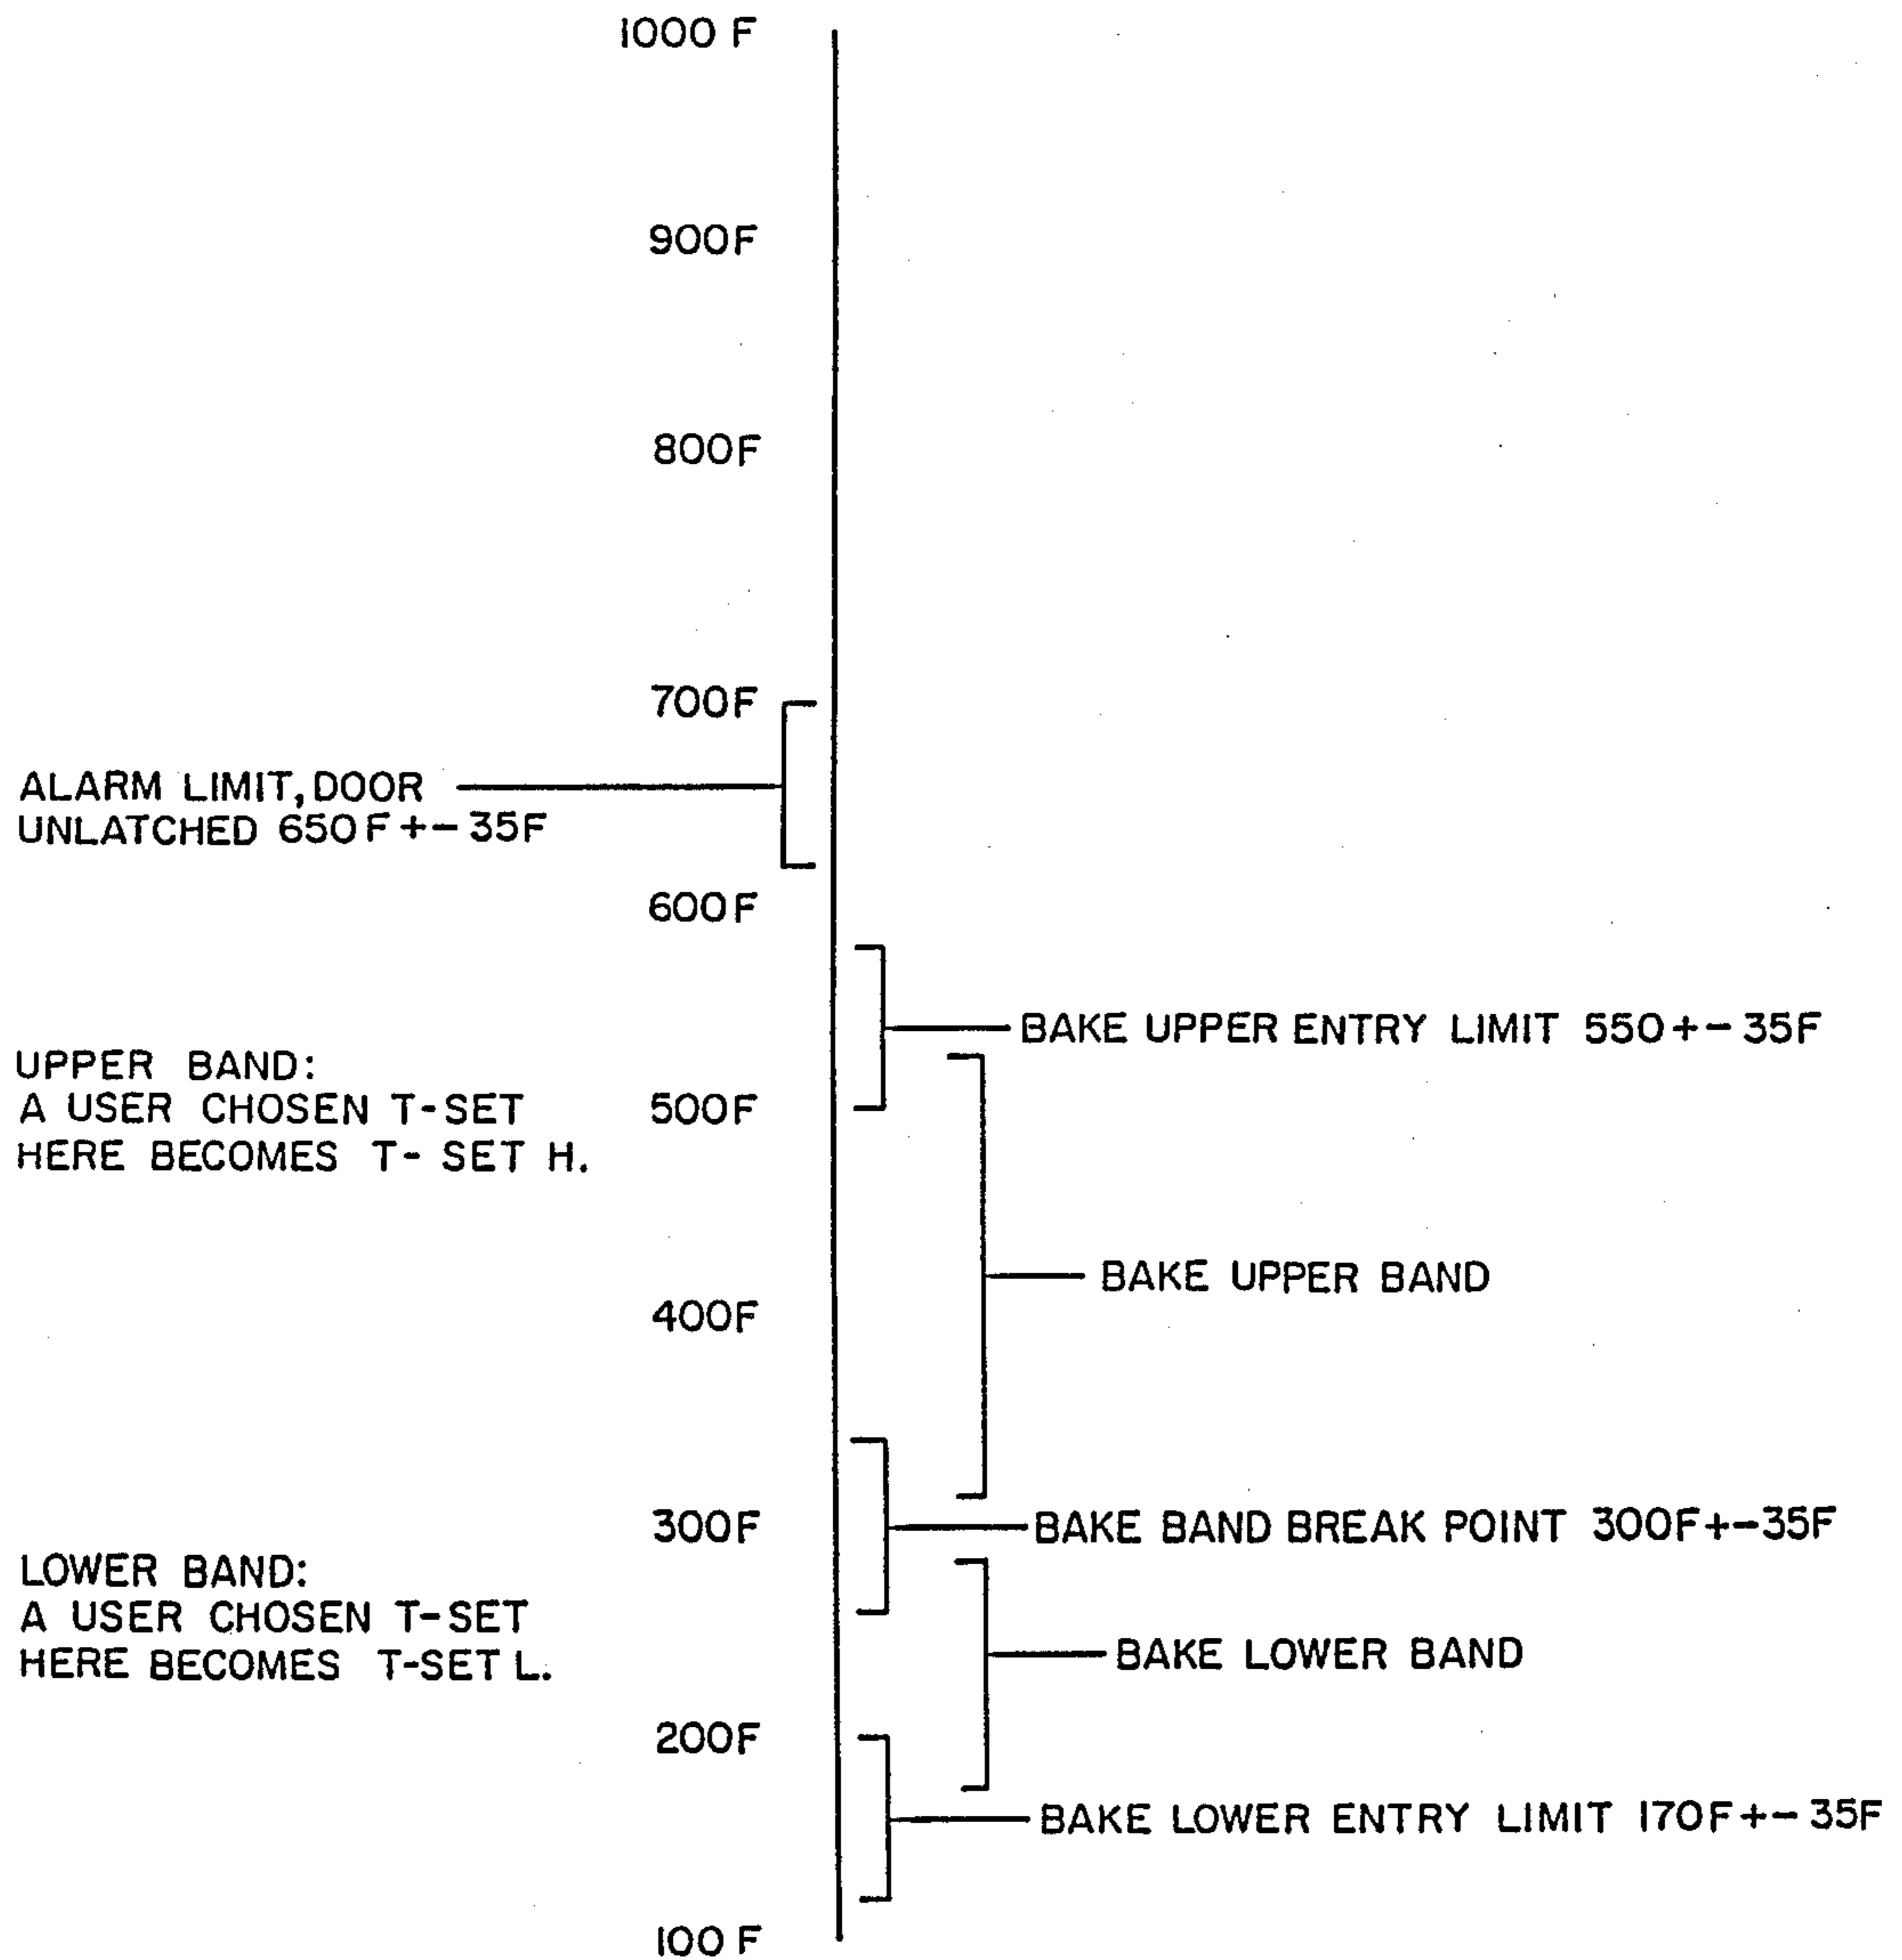 1000 F
900F
800F
700F
ALARM LIMIT, DOOR
UNLATCHED 650F +- 35F
600F
BAKE UPPER ENTRY LIMIT 550 +- 35F
UPPER BAND:
A USER CHOSEN T-SET
HERE BECOMES T- SET H.
500F
BAKE UPPER BAND
400F
300F
BAKE BAND BREAK POINT 300F +- 35F
LOWER BAND:
A USER CHOSEN T-SET
HERE BECOMES T-SET L.
BAKE LOWER BAND
200F
BAKE LOWER ENTRY LIMIT 170F +- 35F
100 F